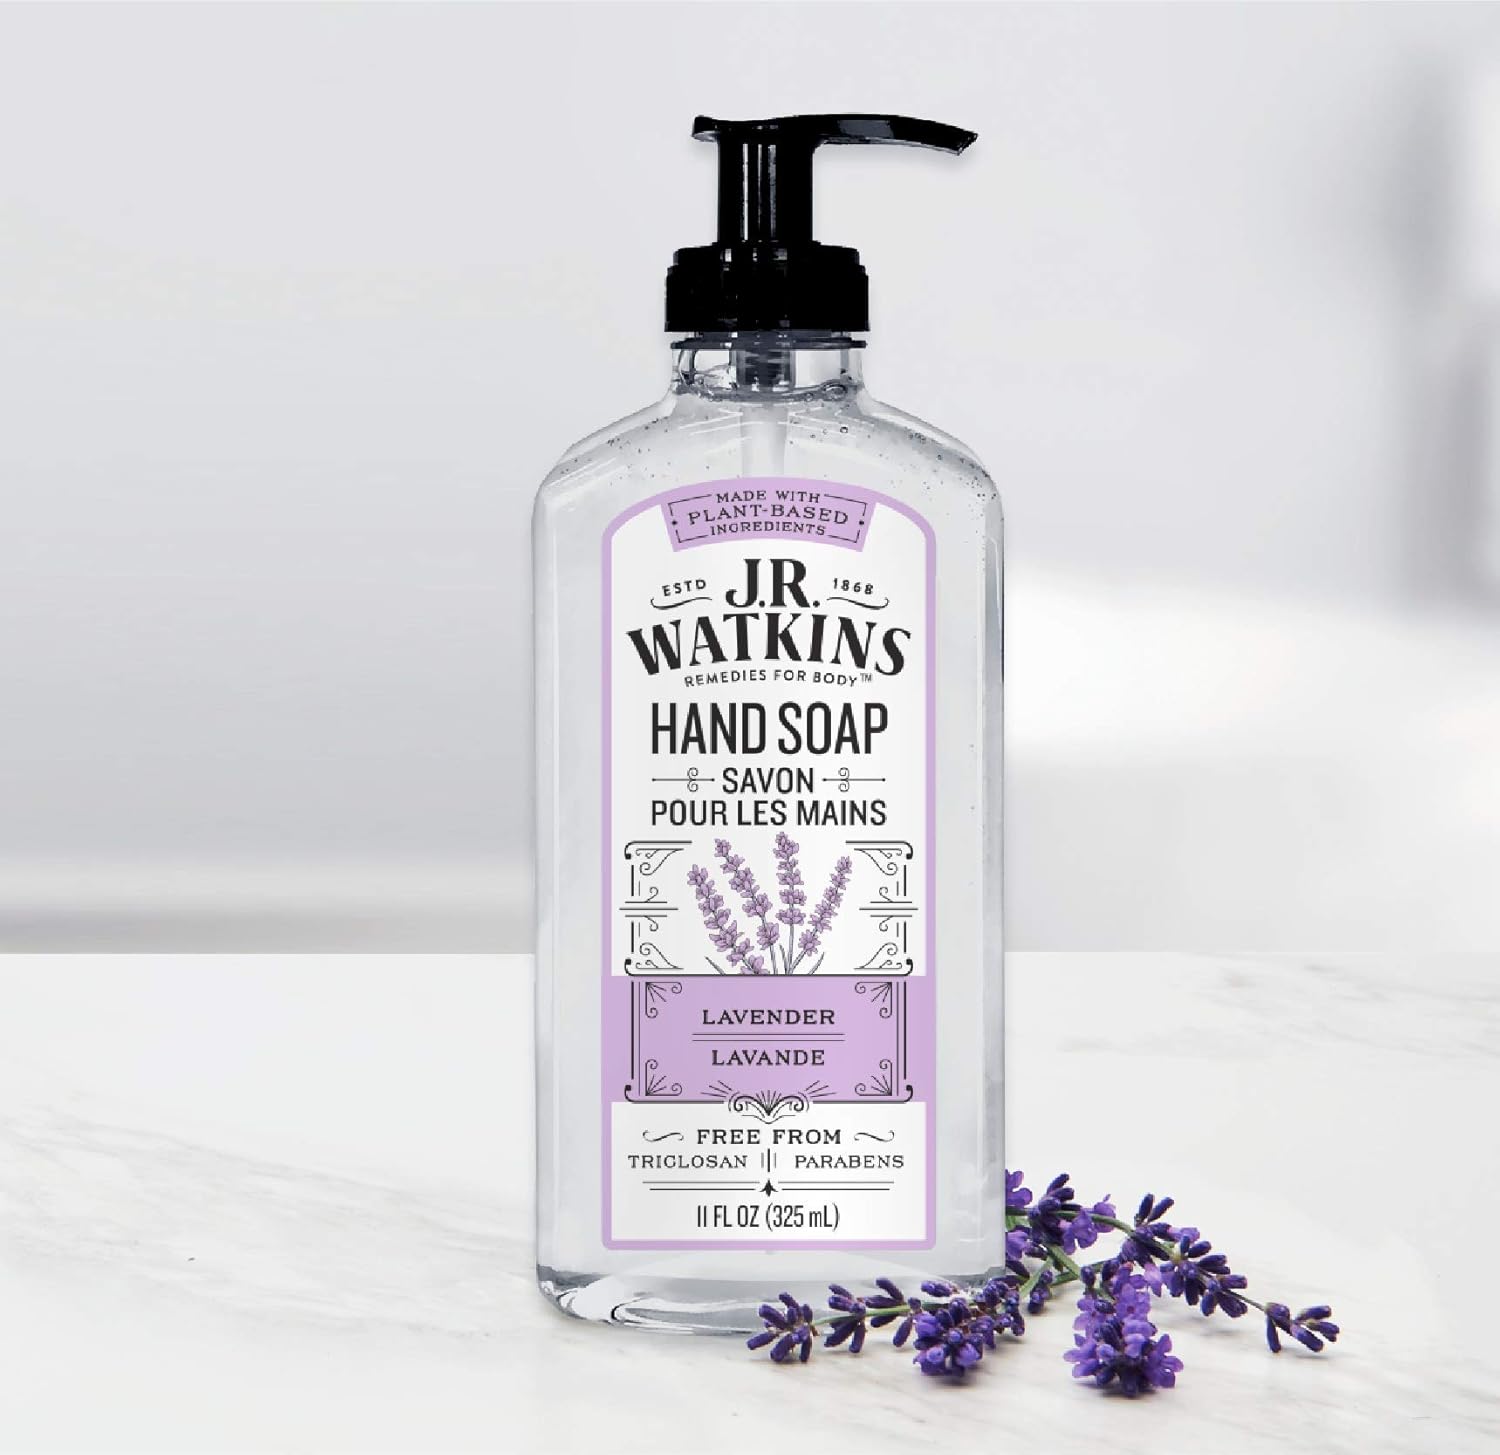 MADE WITH
PLANT-BASED
INGREDIENTS
ESTD J.R. 1868
WATKINS
REMEDIES FOR BODY™
HAND SOAP
SAVON
POUR LES MAINS
LAVENDER
LAVANDE
FREE FROM
TRICLOSAN PARABENS
11 FL OZ (325 mL)